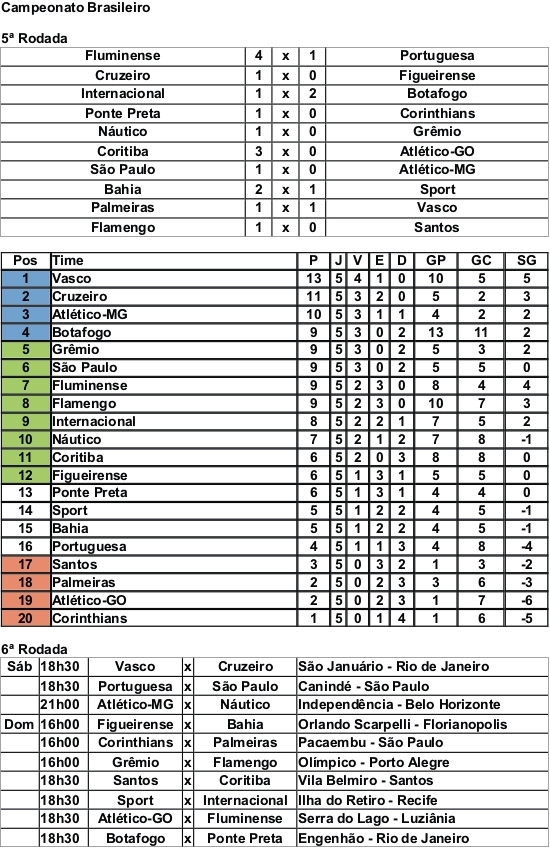 Campeonato Brasileiro
5ª Rodada
Fluminense 4 x 1 Portuguesa
Cruzeiro 1 x 0 Figueirense
Internacional 1 x 2 Botafogo
Ponte Preta 1 x 0 Corinthians
Náutico 1 x 0 Grêmio
Coritiba 3 x 0 Atlético-GO
São Paulo 1 x 0 Atlético-MG
Bahia 2 x 1 Sport
Palmeiras 1 x 1 Vasco
Flamengo 1 x 0 Santos
Pos Time P J V E D GP GC SG
1 Vasco 13 5 4 1 0 10 5 5
2 Cruzeiro 11 5 3 2 0 5 2 3
3 Atlético-MG 10 5 3 1 1 4 2 2
4 Botafogo 9 5 3 0 2 13 11 2
5 Grêmio 9 5 3 0 2 5 3 2
6 São Paulo 9 5 3 0 2 5 5 0
7 Fluminense 9 5 2 3 0 8 4 4
8 Flamengo 9 5 2 3 0 10 7 3
9 Internacional 8 5 2 2 1 7 5 2
10 Náutico 7 5 2 1 2 7 8 -1
11 Coritiba 6 5 2 0 3 8 8 0
12 Figueirense 6 5 1 3 1 5 5 0
13 Ponte Preta 6 5 1 3 1 4 4 0
14 Sport 5 5 1 2 2 4 5 -1
15 Bahia 5 5 1 2 2 4 5 -1
16 Portuguesa 4 5 1 1 3 4 8 -4
17 Santos 3 5 0 3 2 1 3 -2
18 Palmeiras 2 5 0 2 3 3 6 -3
19 Atlético-GO 2 5 0 2 3 1 7 -6
20 Corinthians 1 5 0 1 4 1 6 -5
6ª Rodada
Sáb 18h30 Vasco x Cruzeiro São Januário - Rio de Janeiro
18h30 Portuguesa x São Paulo Canindé - São Paulo
21h00 Atlético-MG x Náutico Independência - Belo Horizonte
Dom 16h00 Figueirense x Bahia Orlando Scarpelli - Florianopolis
16h00 Corinthians x Palmeiras Pacaembu - São Paulo
16h00 Grêmio x Flamengo Olímpico - Porto Alegre
18h30 Santos x Coritiba Vila Belmiro - Santos
18h30 Sport x Internacional Ilha do Retiro - Recife
18h30 Atlético-GO x Fluminense Serra do Lago - Luziânia
18h30 Botafogo x Ponte Preta Engenhão - Rio de Janeiro